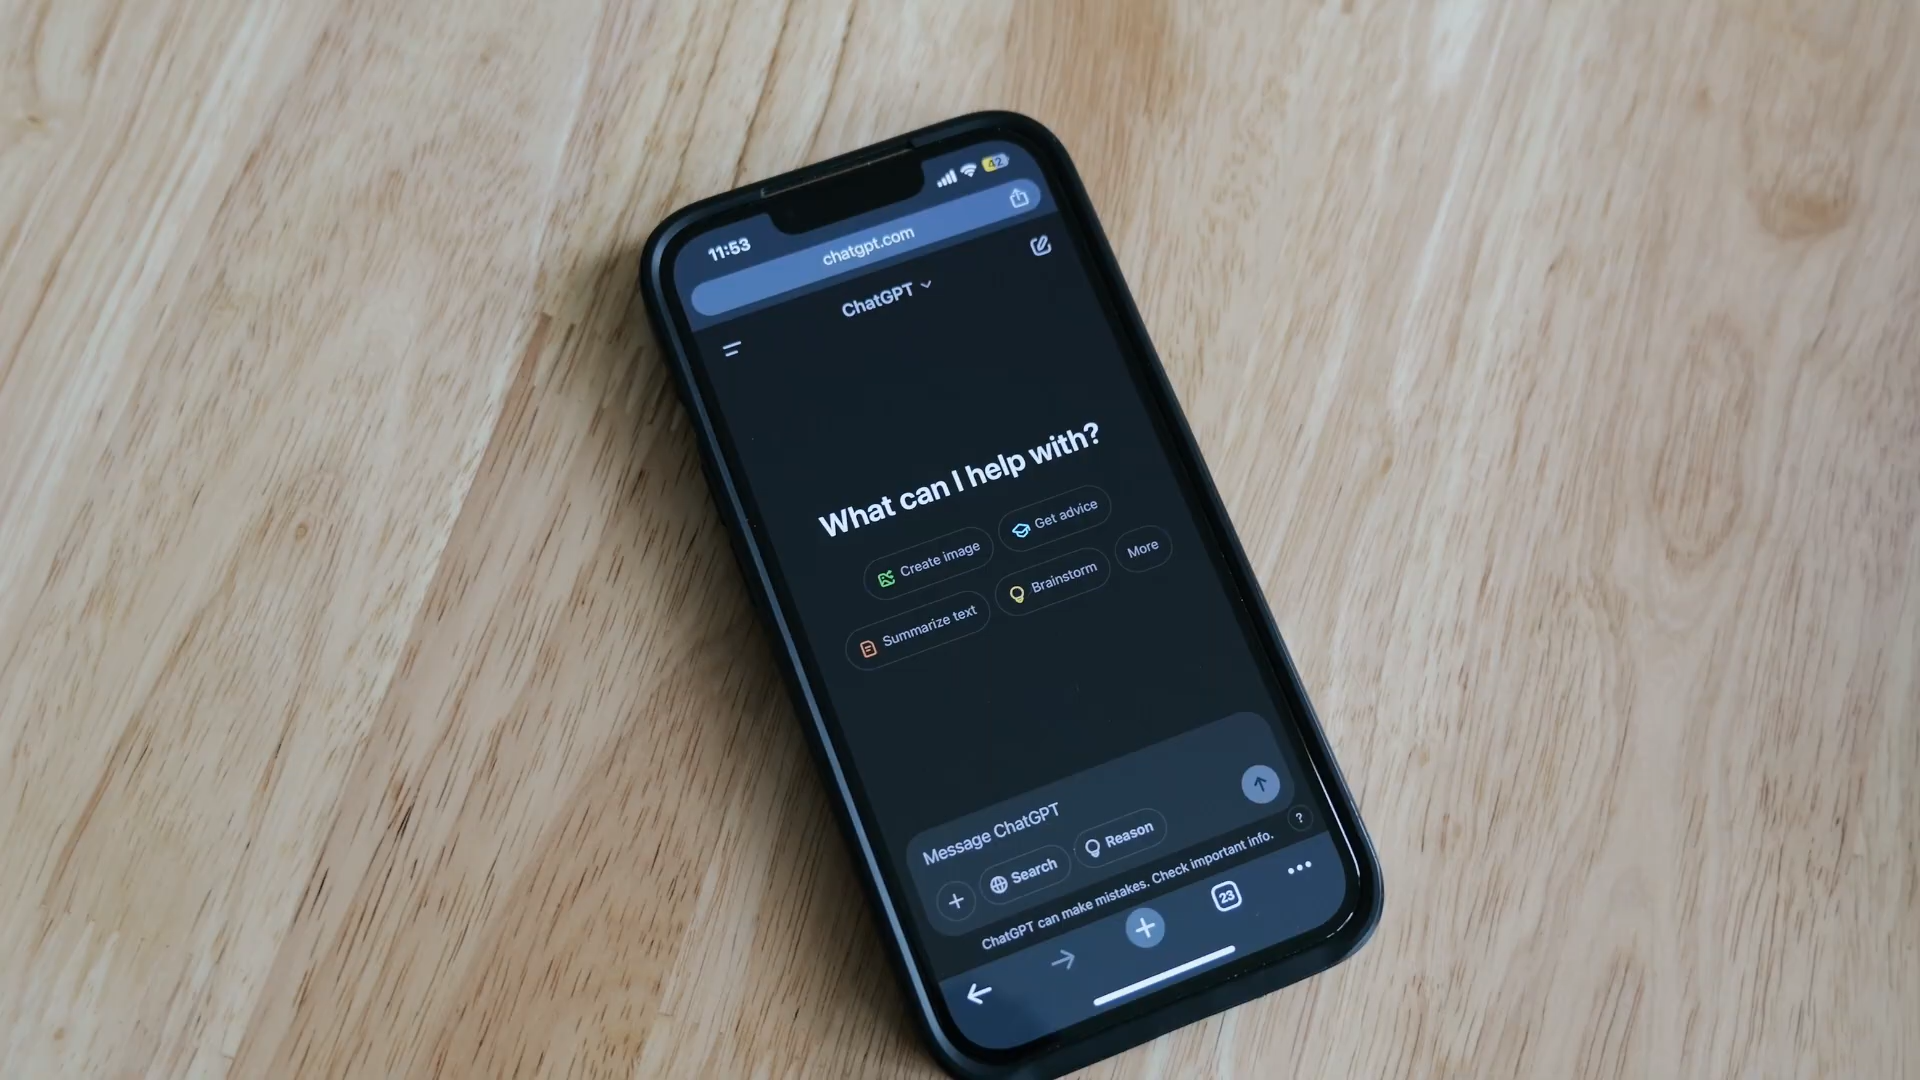 11:53
42
chatgpt.com
ChatGPT
What can I help with?
Create image
Get advice
Summarize text
Brainstorm
More
Message ChatGPT
Search
Reason
?
ChatGPT can make mistakes. Check important info.
23